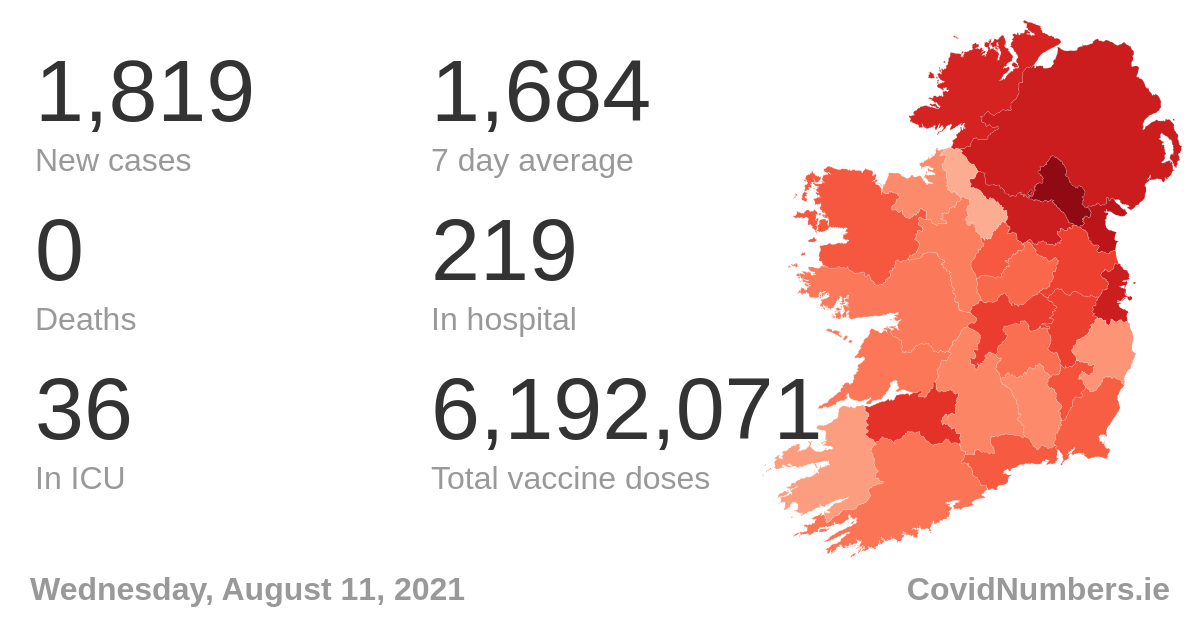 1,819
New cases
1,684
7 day average
0
Deaths
219
In hospital
36
In ICU
6,192,071
Total vaccine doses
Wednesday, August 11, 2021
CovidNumbers.ie